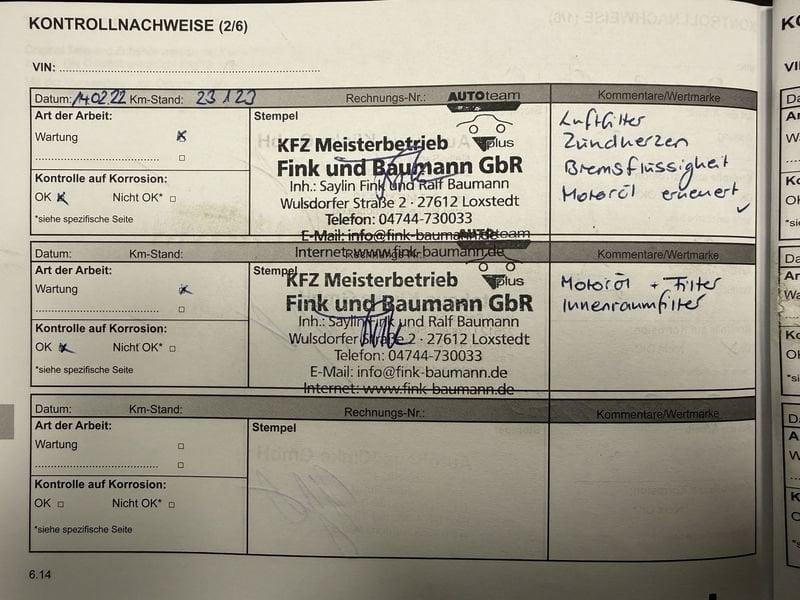 KONTROLLNACHWEISE (2/6)
VIN:
Datum: 14.02.22 Km-Stand: 23123 Rechnungs-Nr.: Kommentare/Wertmarke
Art der Arbeit:
Wartung
Kontrolle auf Korrosion:
OK Nicht OK*
*siehe spezifische Seite
Stempel
AUTOteam
plus
KFZ Meisterbetrieb
Fink und Baumann GbR
Inh.: Saylin Fink und Ralf Baumann
Wulsdorfer Straße 2 · 27612 Loxstedt
Telefon: 04744-730033
E-Mail: info@fink-baumann.de
Internet: www.fink-baumann.de
Luftfilter
Zündkerzen
Bremsflüssigkeit
Motoröl erneuert
Datum: Km-Stand: Rechnungs-Nr.: Kommentare/Wertmarke
Art der Arbeit:
Wartung
Kontrolle auf Korrosion:
OK Nicht OK*
*siehe spezifische Seite
Stempel
AUTOteam
plus
KFZ Meisterbetrieb
Fink und Baumann GbR
Inh.: Saylin Fink und Ralf Baumann
Wulsdorfer Straße 2 · 27612 Loxstedt
Telefon: 04744-730033
E-Mail: info@fink-baumann.de
Internet: www.fink-baumann.de
Motoröl + Filter
Innenraumfilter
Datum: Km-Stand: Rechnungs-Nr.: Kommentare/Wertmarke
Art der Arbeit:
Wartung
Kontrolle auf Korrosion:
OK Nicht OK*
*siehe spezifische Seite
Stempel
6.14